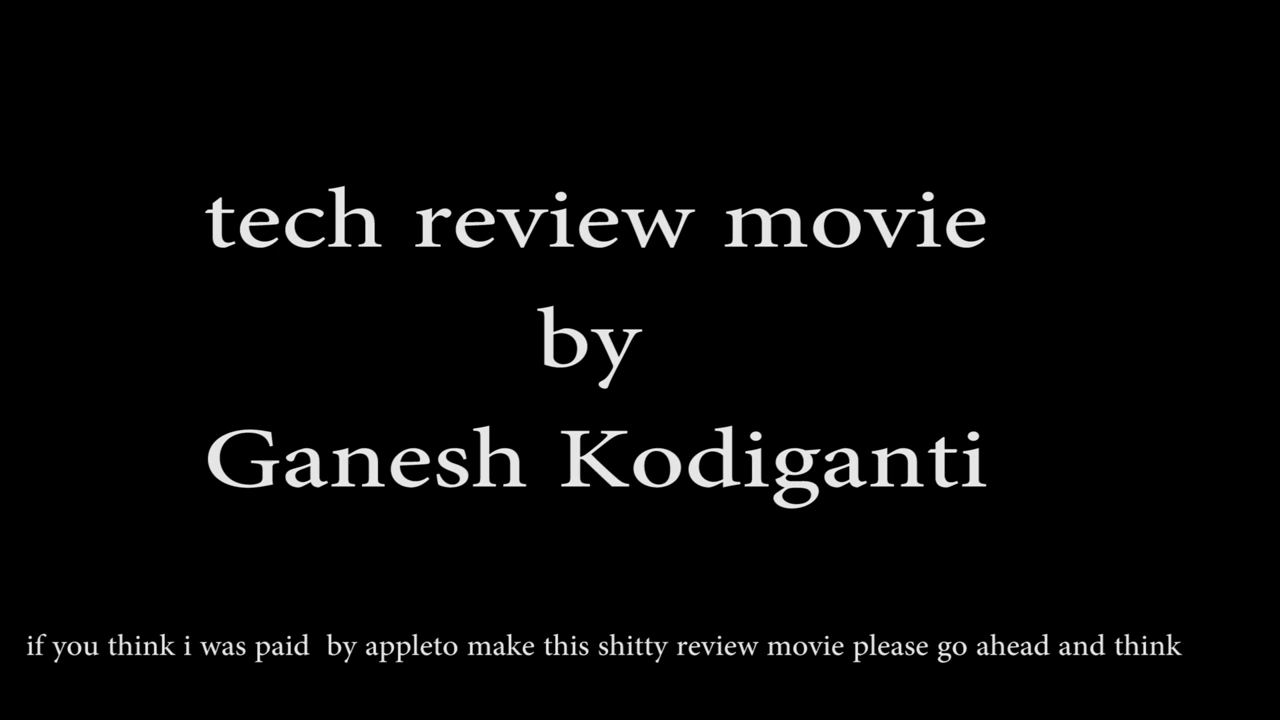 tech review movie
by
Ganesh Kodiganti
if you think i was paid  by appleto make this shitty review movie please go ahead and think